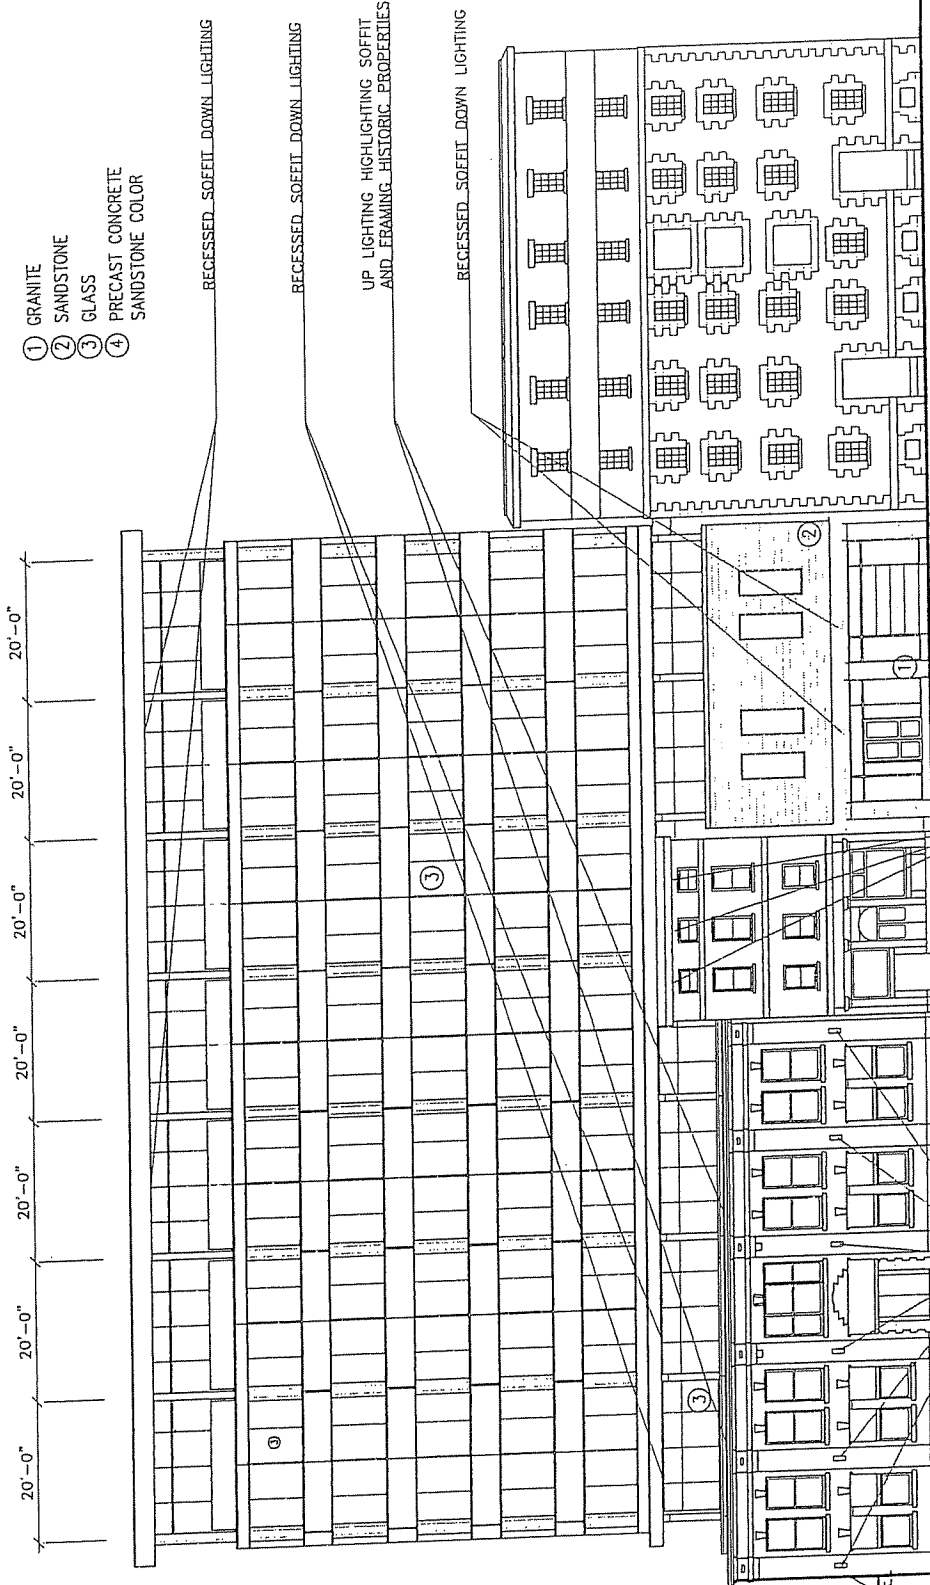 ① GRANITE
② SANDSTONE
③ GLASS
④ PRECAST CONCRETE
SANDSTONE COLOR
RECESSED SOFFIT DOWN LIGHTING
RECESSED SOFFIT DOWN LIGHTING
UP LIGHTING HIGHLIGHTING SOFFIT
AND FRAMING HISTORIC PROPERTIES
RECESSED SOFFIT DOWN LIGHTING
20'-0" 20'-0" 20'-0" 20'-0" 20'-0" 20'-0" 20'-0"
③
③
③
②
①